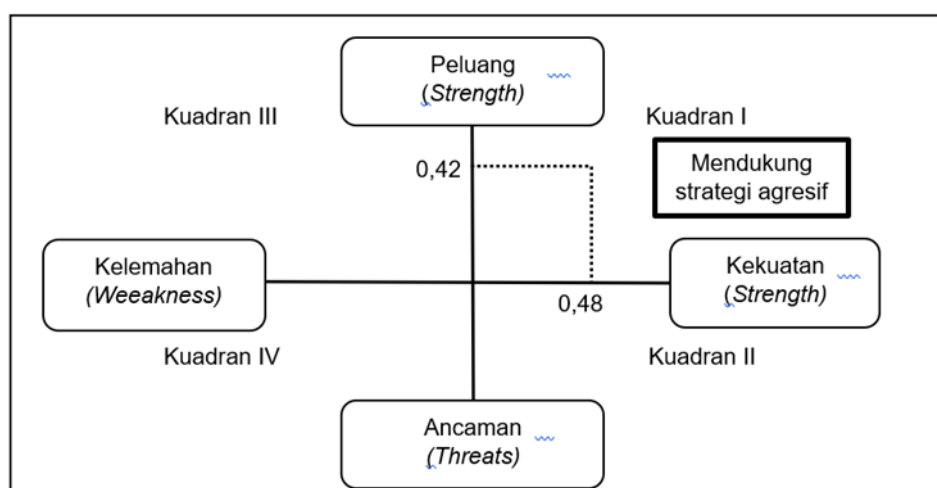 Peluang
(Strength)
Kuadran III
Kuadran I
0,42
Mendukung
strategi agresif
Kelemahan
(Weeakness)
Kekuatan
(Strength)
0,48
Kuadran IV
Kuadran II
Ancaman
(Threats)